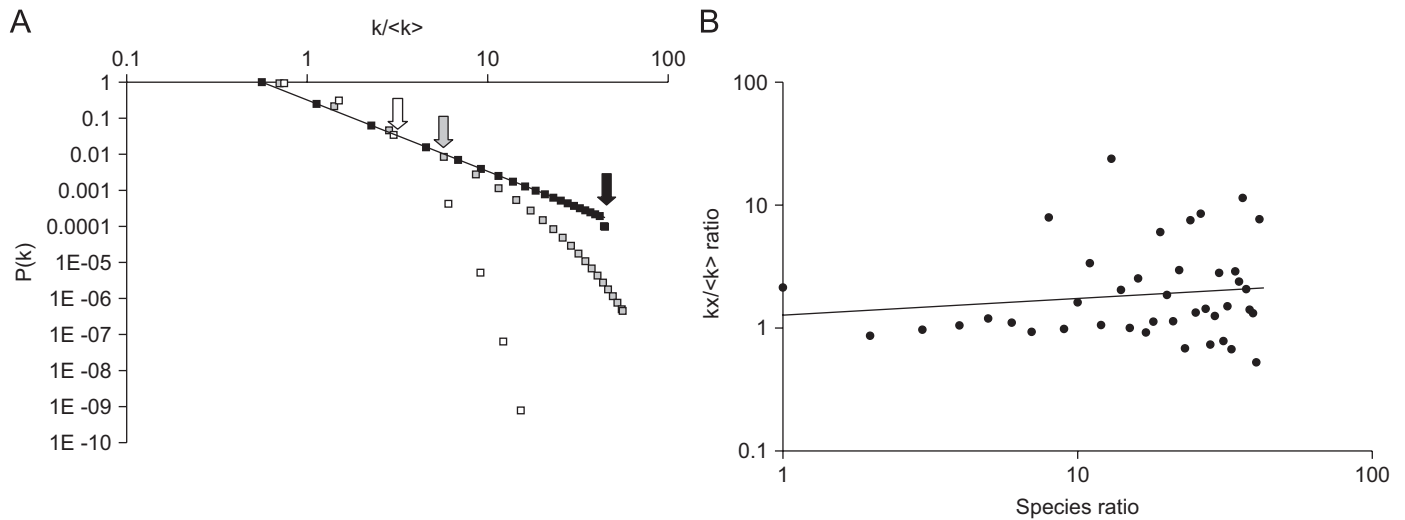 A
k/<k>
0.1 1 10 100
1
0.1
0.01
0.001
0.0001
1E-05
1E -06
1E -07
1E -08
1E -09
1E -10
P(k)
B
100
10
1
0.1
kx/<k> ratio
1 10 100
Species ratio